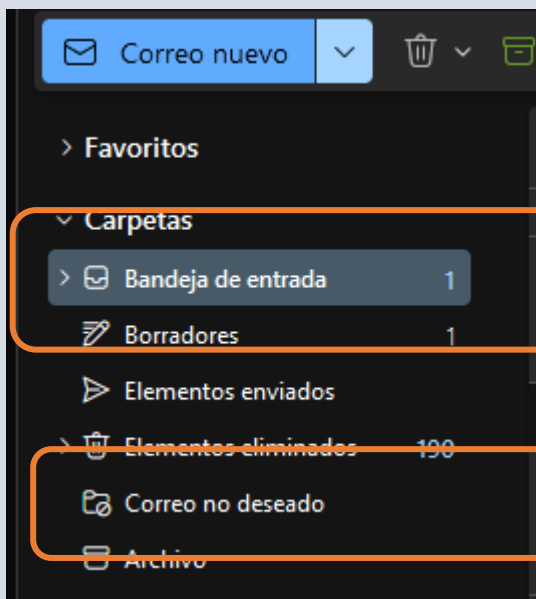 Correo nuevo
Favoritos
Carpetas
Bandeja de entrada 1
Borradores 1
Elementos enviados
Elementos eliminados 190
Correo no deseado
Archivo